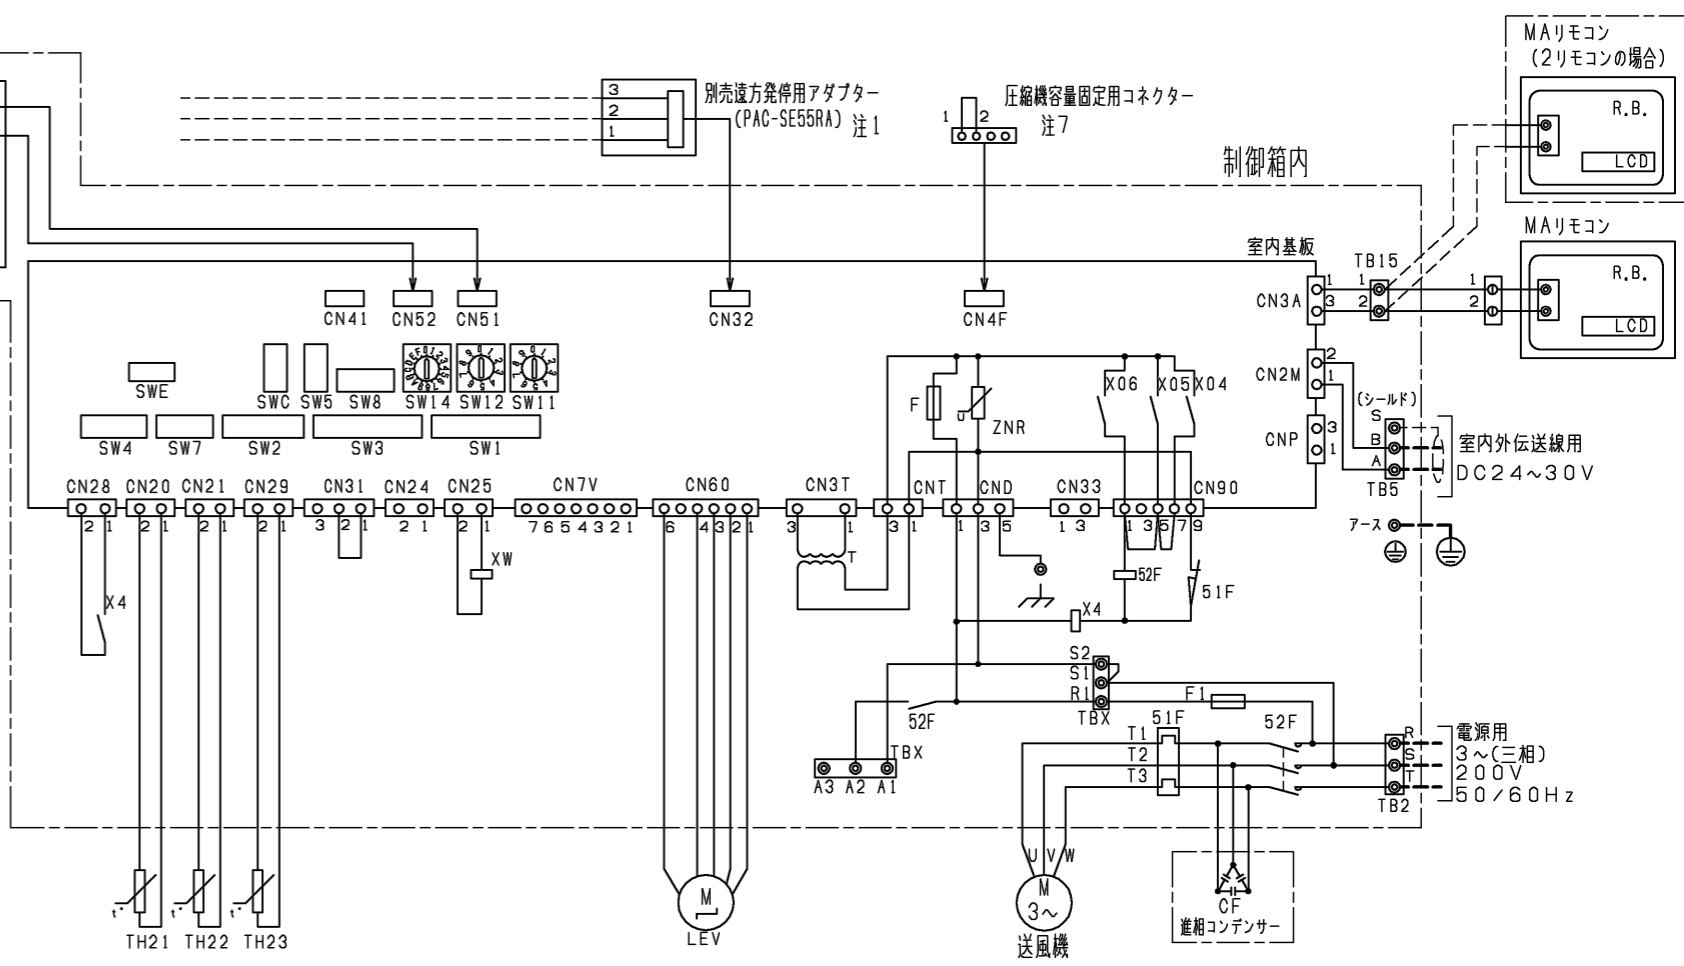 MAリモコン
(2リモコンの場合)
R.B.
LCD
3
2
1
別売遠方発停用アダプター
(PAC-SE55RA) 注1
圧縮機容量固定用コネクター
1 2
注7
制御箱内
MAリモコン
R.B.
LCD
室内基板
TB15
CN3A
1 1 1
3 2 2
CN41 CN52 CN51 CN32 CN4F
SWE SWC SW5 SW8 SW14 SW12 SW11
SW4 SW7 SW2 SW3 SW1
F ZNR X06 X05 X04
CN2M
2
1
CNP
3
1
(シールド)
S
B
A
TB5
室内外伝送線用
DC24~30V
アース
CN28 CN20 CN21 CN29 CN31 CN24 CN25 CN7V CN60 CN3T CNT CND CN33 CN90
2 1 2 1 2 1 2 1 3 2 1 2 1 2 1 7 6 5 4 3 2 1 6 4 3 2 1 3 1 3 1 1 3 5 1 3 1 3 5 7 9
X4 XW T 52F 51F
X4
S2
S1
R1
TBX
52F
F1
TBX
A3 A2 A1
51F
52F
T1
T2
T3
R
S
T
TB2
電源用
3~(三相)
200V
50/60Hz
U V W
M
LEV
M
3~
送風機
CF
進相コンデンサー
t° t° t°
TH21 TH22 TH23